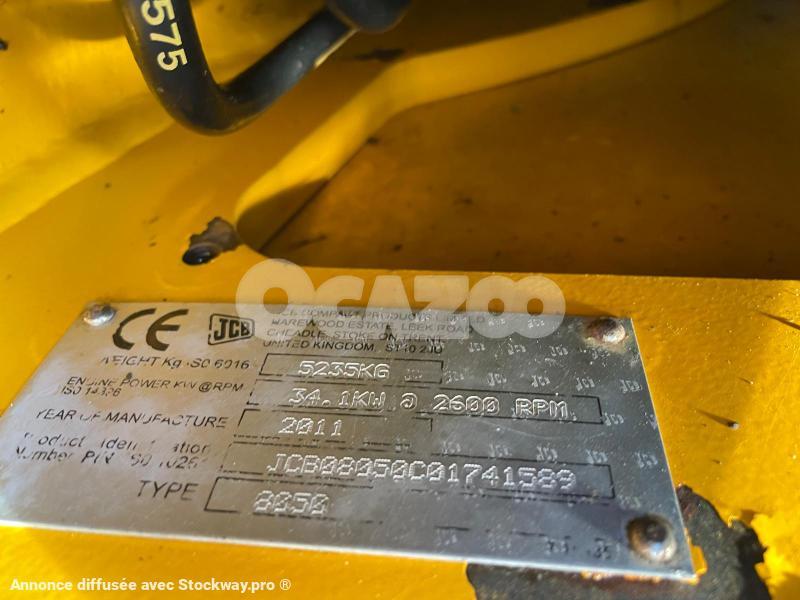 575
OCAZOO
CE JCB JCB COMPACT PRODUCTS LIMITED
HAREWOOD ESTATE, LEEK ROAD
CHEADLE, STOKE ON TRENT
UNITED KINGDOM, ST10 2JU
WEIGHT Kg ISO 6016 5235KG
ENGINE POWER KW @ RPM
ISO 14396 34.1KW @ 2600 RPM
YEAR OF MANUFACTURE 2011
Product Identification
Number PIN ISO 10261 JCB08050C01741589
TYPE 8050
Annonce diffusée avec Stockway.pro ®